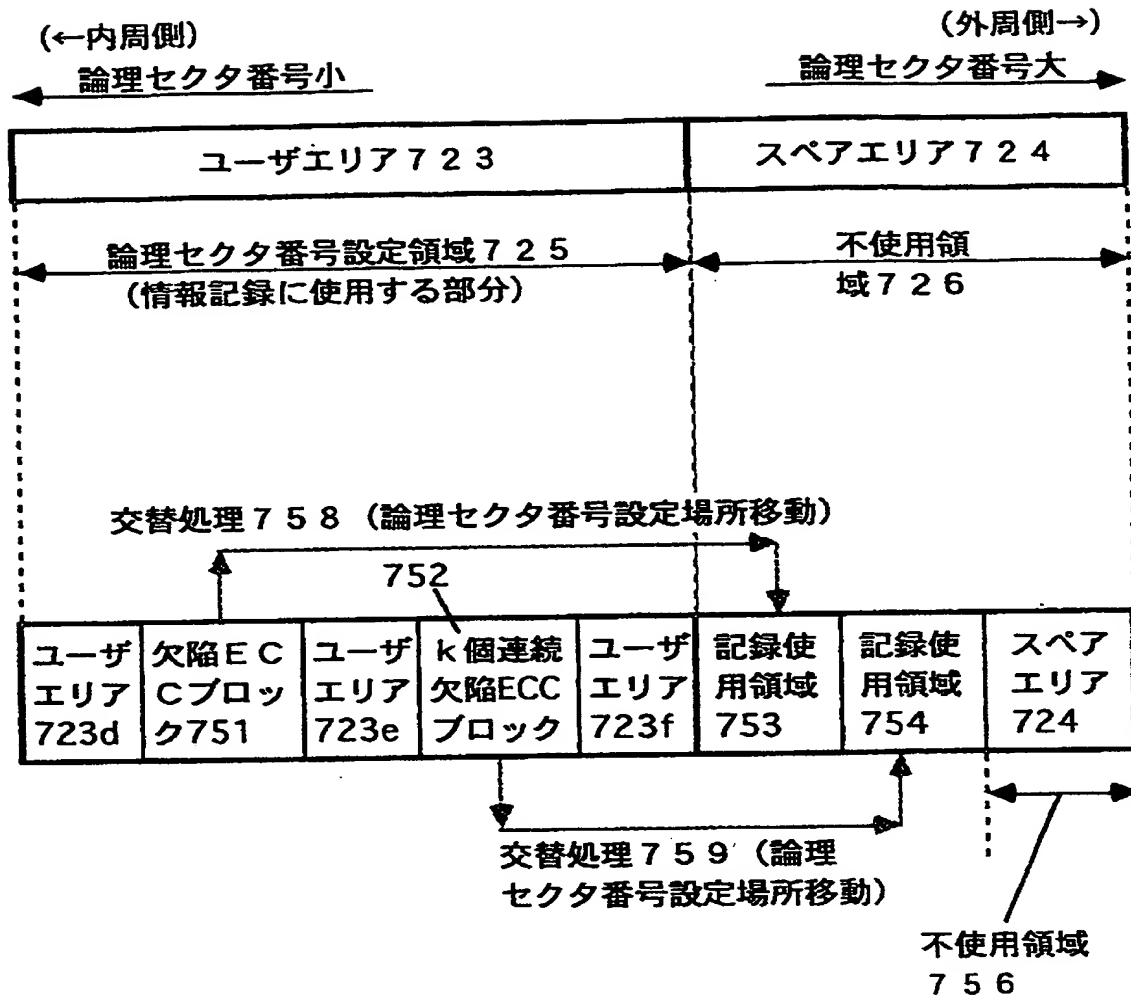 (←内周側)
(外周側→)
論理セクタ番号小
論理セクタ番号大
ユーザエリア723
スペアエリア724
論理セクタ番号設定領域725
(情報記録に使用する部分)
不使用領
域726
交替処理758 (論理セクタ番号設定場所移動)
752
ユーザ
エリア
723d
欠陥EC
Cブロッ
ク751
ユーザ
エリア
723e
k個連続
欠陥ECC
ブロック
ユーザ
エリア
723f
記録使
用領域
753
記録使
用領域
754
スペア
エリア
724
交替処理759 (論理
セクタ番号設定場所移動)
不使用領域
756